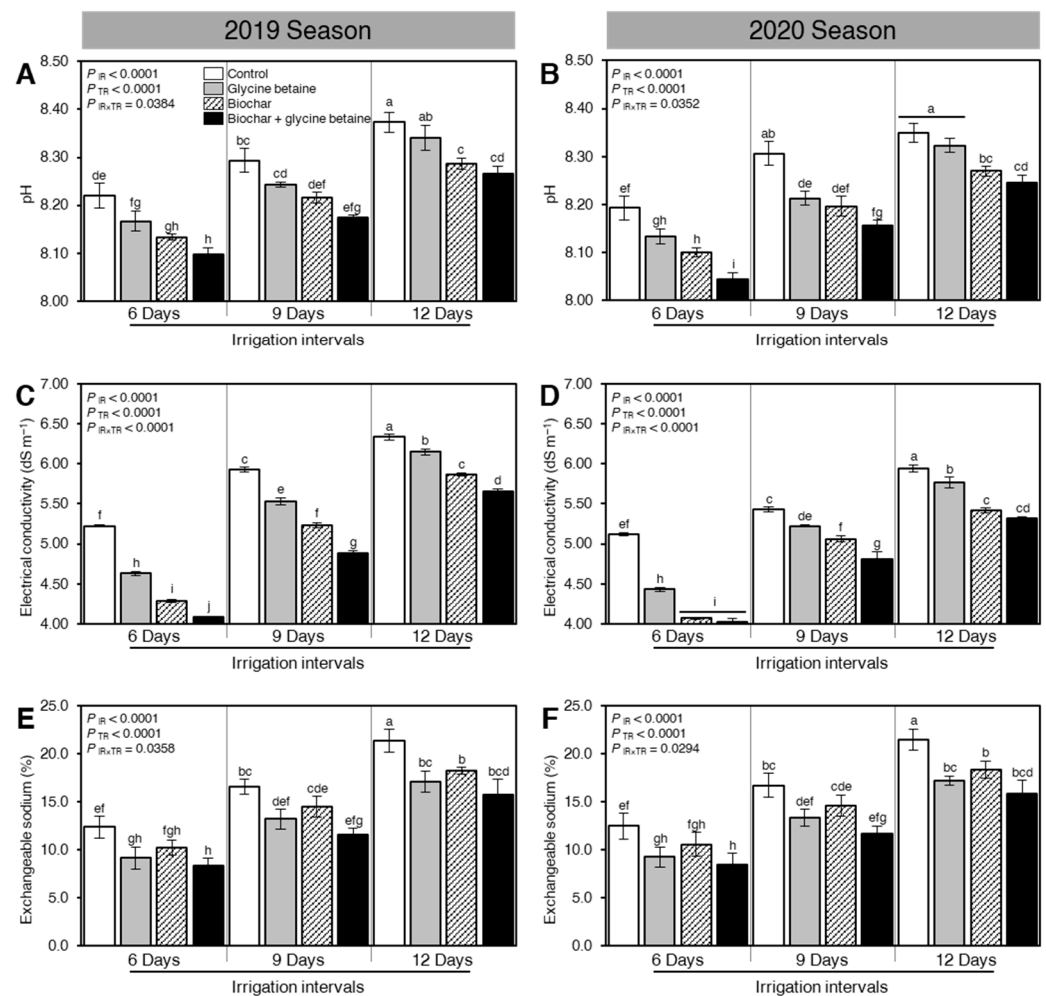 2019 Season
2020 Season
A
8.50
8.40
8.30
8.20
8.10
8.00
pH
P IR < 0.0001
P TR < 0.0001
P IR×TR = 0.0384
Control
Glycine betaine
Biochar
Biochar + glycine betaine
de
fg
gh
h
bc
cd
def
efg
a
ab
c
cd
6 Days
9 Days
12 Days
Irrigation intervals
B
8.50
8.40
8.30
8.20
8.10
8.00
pH
P IR < 0.0001
P TR < 0.0001
P IR×TR = 0.0352
ef
gh
h
i
ab
de
def
fg
a
bc
cd
6 Days
9 Days
12 Days
Irrigation intervals
C
7.00
6.50
6.00
5.50
5.00
4.50
4.00
Electrical conductivity (dS m−1)
P IR < 0.0001
P TR < 0.0001
P IR×TR < 0.0001
f
h
i
j
c
e
f
g
a
b
c
d
6 Days
9 Days
12 Days
Irrigation intervals
D
7.00
6.50
6.00
5.50
5.00
4.50
4.00
Electrical conductivity (dS m−1)
P IR < 0.0001
P TR < 0.0001
P IR×TR < 0.0001
ef
h
i
c
de
f
g
a
b
c
cd
6 Days
9 Days
12 Days
Irrigation intervals
E
25.0
20.0
15.0
10.0
5.0
0.0
Exchangeable sodium (%)
P IR < 0.0001
P TR < 0.0001
P IR×TR = 0.0358
ef
gh
fgh
h
bc
def
cde
efg
a
bc
b
bcd
6 Days
9 Days
12 Days
Irrigation intervals
F
25.0
20.0
15.0
10.0
5.0
0.0
Exchangeable sodium (%)
P IR < 0.0001
P TR < 0.0001
P IR×TR = 0.0294
ef
gh
fgh
h
bc
def
cde
efg
a
bc
b
bcd
6 Days
9 Days
12 Days
Irrigation intervals